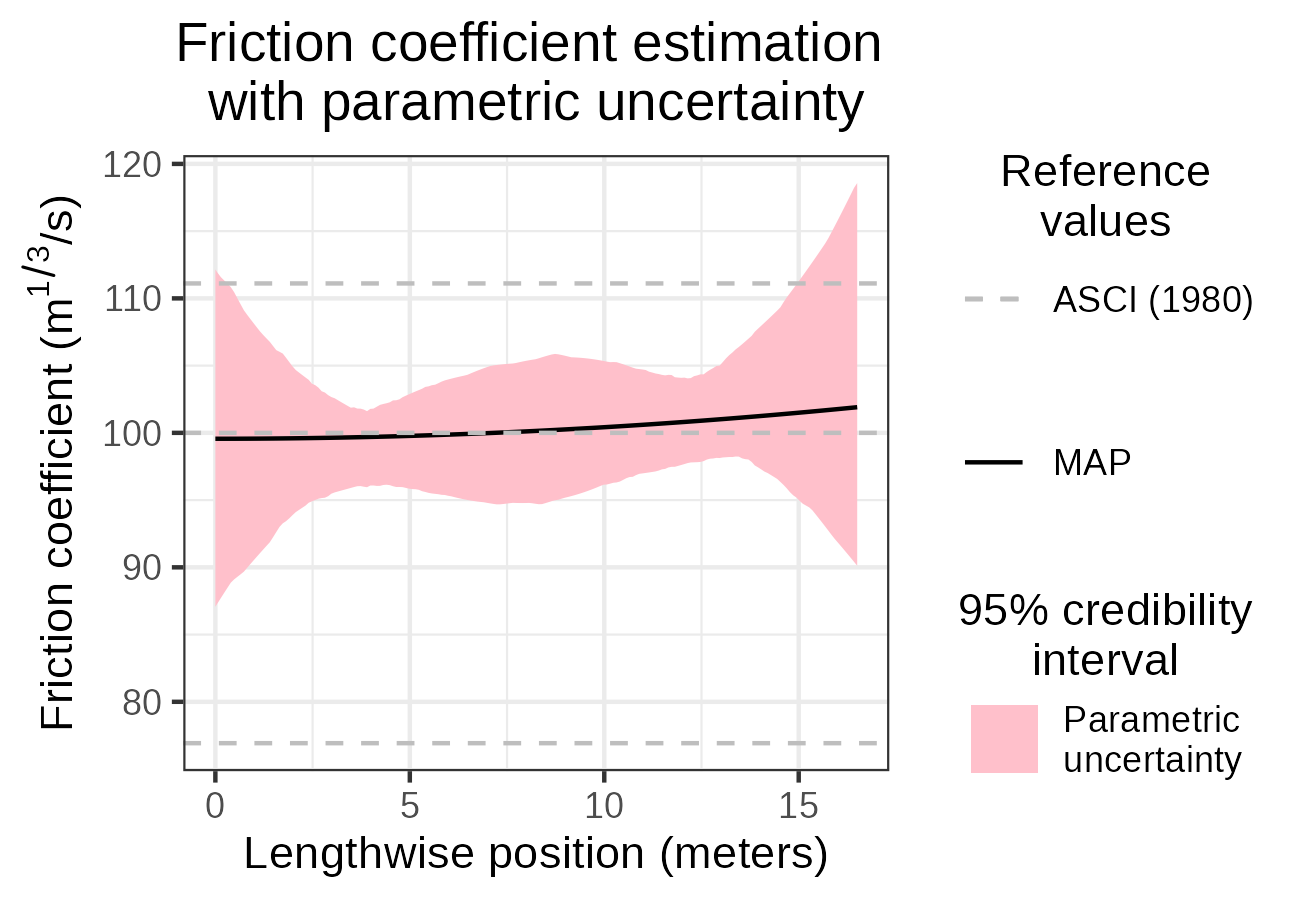 Friction coefficient estimation
with parametric uncertainty
Friction coefficient (m^1/3/s)
120
110
100
90
80
0 5 10 15
Lengthwise position (meters)
Reference
values
ASCI (1980)
MAP
95% credibility
interval
Parametric
uncertainty